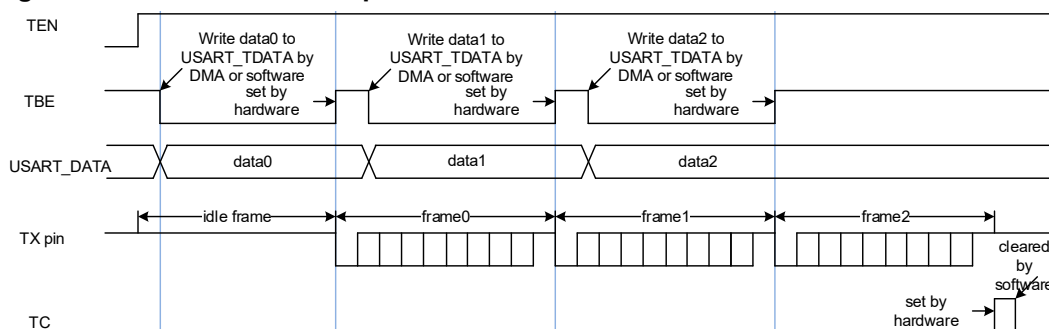 TEN
Write data0 to
USART_TDATA by
DMA or software
Write data1 to
USART_TDATA by
DMA or software
Write data2 to
USART_TDATA by
DMA or software
TBE
set by
hardware
set by
hardware
set by
hardware
USART_DATA
data0
data1
data2
idle frame
frame0
frame1
frame2
TX pin
cleared
by
software
set by
hardware
TC